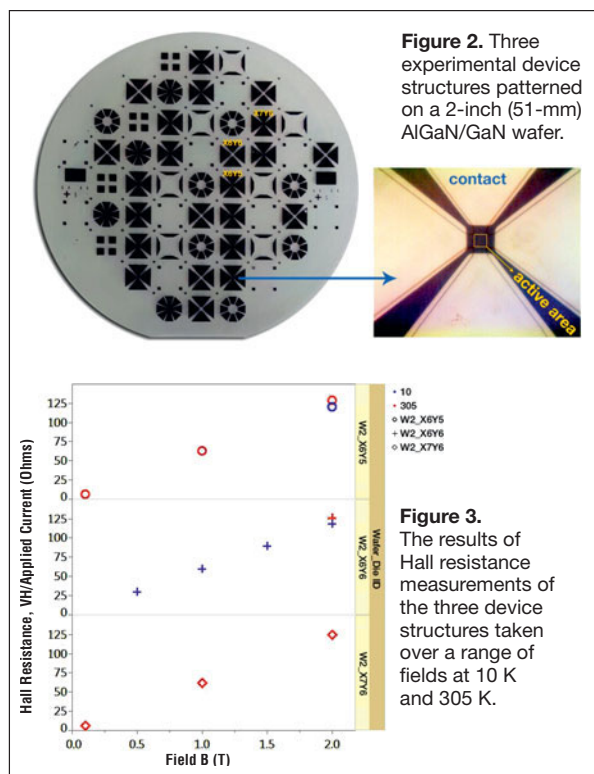 Figure 2. Three
experimental device
structures patterned
on a 2-inch (51-mm)
AlGaN/GaN wafer.
X7Y6
X6Y6
X6Y5
contact
active area
Hall Resistance, VH/Applied Current (Ohms)
125
100
75
50
25
0
125
100
75
50
25
0
125
100
75
50
25
0
0.0 0.5 1.0 1.5 2.0
Field B (T)
W2_X6Y5
W2_X6Y6
W2_X7Y6
Wafer_Die ID
10
305
W2_X6Y5
W2_X6Y6
W2_X7Y6
Figure 3.
The results of
Hall resistance
measurements of
the three device
structures taken
over a range of
fields at 10 K
and 305 K.